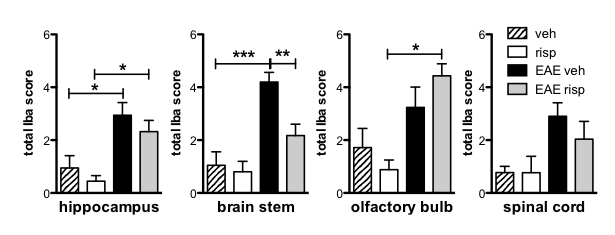 total Iba score
6
4
2
0
*
*
hippocampus
total Iba score
6
4
2
0
***
**
brain stem
total Iba score
6
4
2
0
*
olfactory bulb
total Iba score
6
4
2
0
spinal cord
veh
risp
EAE veh
EAE risp